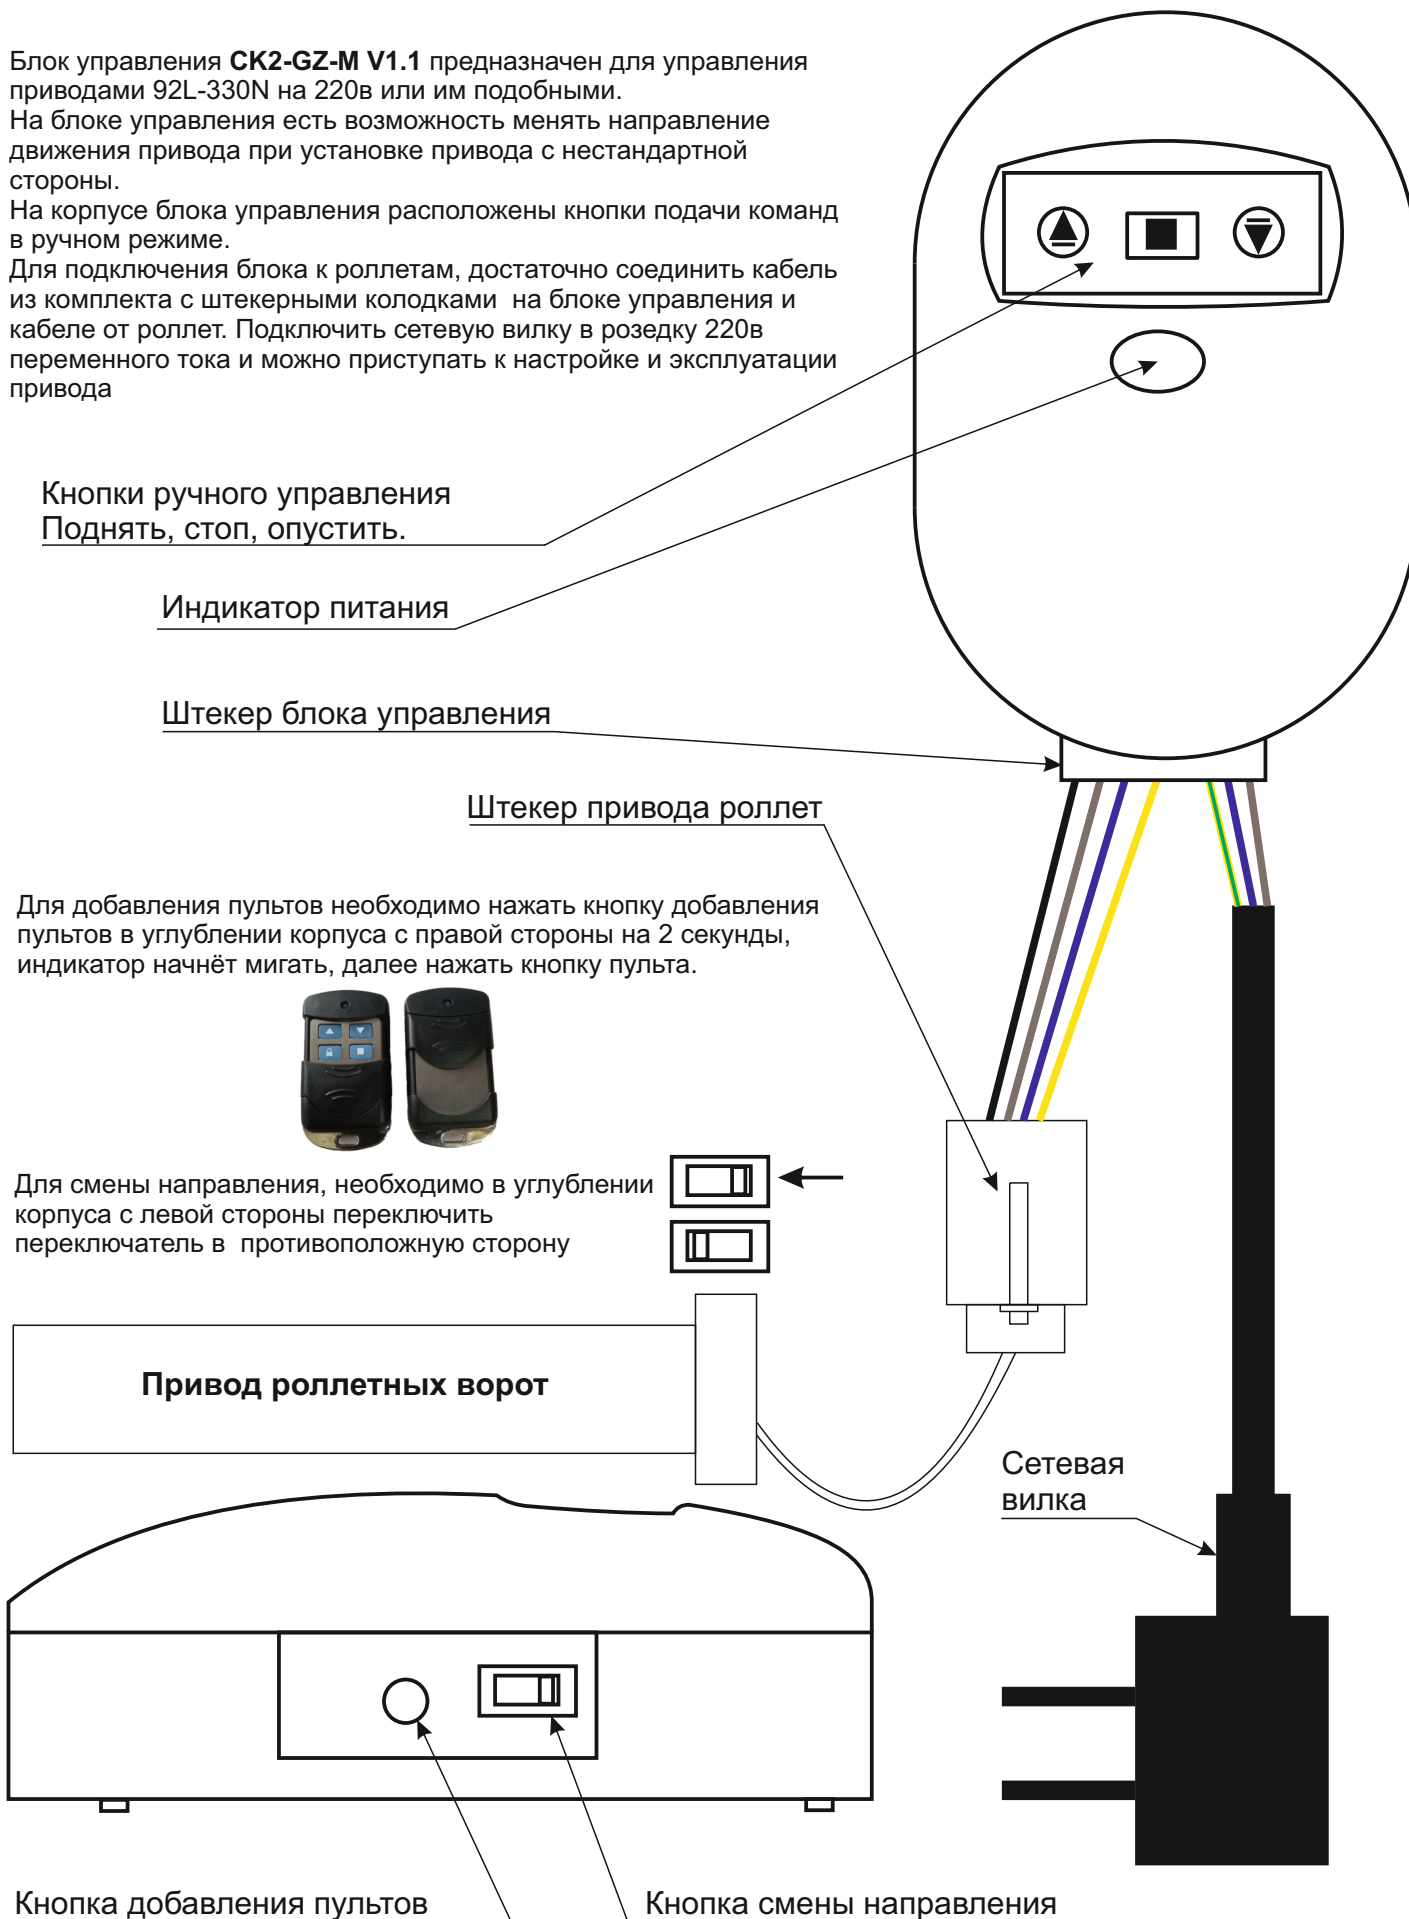 Блок управления CK2-GZ-M V1.1 предназначен для управления
приводами 92L-330N на 220в или им подобными.
На блоке управления есть возможность менять направление
движения привода при установке привода с нестандартной
стороны.
На корпусе блока управления расположены кнопки подачи команд
в ручном режиме.
Для подключения блока к роллетам, достаточно соединить кабель
из комплекта с штекерными колодками  на блоке управления и
кабеле от роллет. Подключить сетевую вилку в розедку 220в
переменного тока и можно приступать к настройке и эксплуатации
привода
Кнопки ручного управления
Поднять, стоп, опустить.
Индикатор питания
Штекер блока управления
Штекер привода роллет
Для добавления пультов необходимо нажать кнопку добавления
пультов в углублении корпуса с правой стороны на 2 секунды,
индикатор начнёт мигать, далее нажать кнопку пульта.
Для смены направления, необходимо в углублении
корпуса с левой стороны переключить
переключатель в  противоположную сторону
Привод роллетных ворот
Сетевая
вилка
Кнопка добавления пультов
Кнопка смены направления